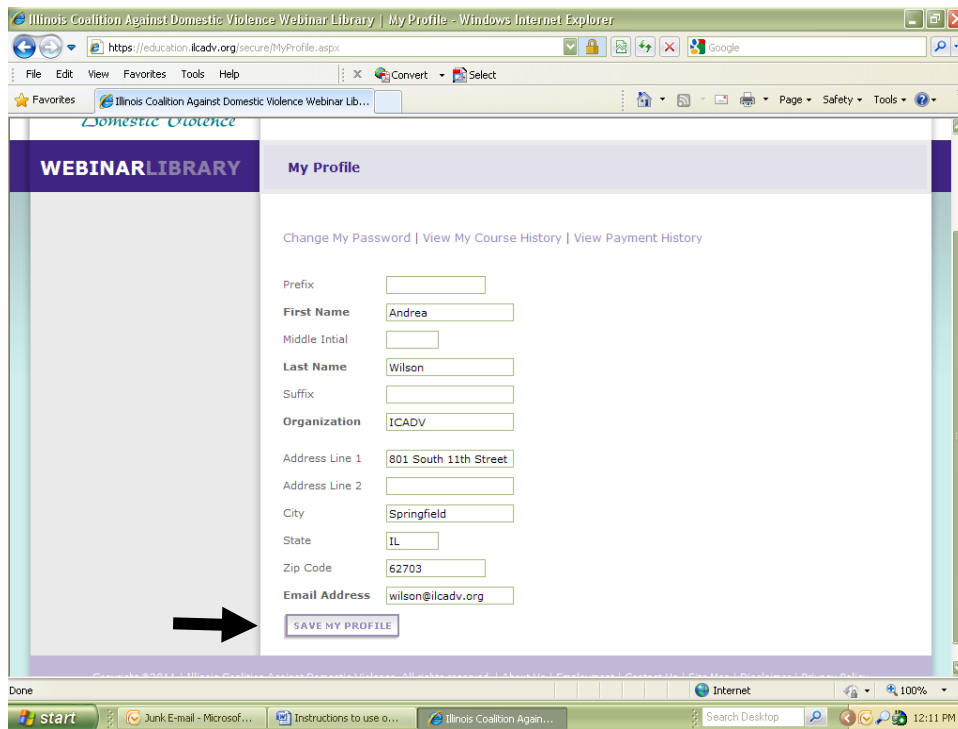 Illinois Coalition Against Domestic Violence Webinar Library | My Profile - Windows Internet Explorer
https://education.ilcadv.org/secure/MyProfile.aspx
Google
File Edit View Favorites Tools Help
X Convert Select
Favorites Illinois Coalition Against Domestic Violence Webinar Lib... Page Safety Tools
Domestic Violence
WEBINARLIBRARY My Profile
Change My Password | View My Course History | View Payment History
Prefix
First Name Andrea
Middle Intial
Last Name Wilson
Suffix
Organization ICADV
Address Line 1 801 South 11th Street
Address Line 2
City Springfield
State IL
Zip Code 62703
Email Address wilson@ilcadv.org
SAVE MY PROFILE
Done Internet 100%
start Junk E-mail - Microsof... Instructions to use o... Illinois Coalition Again... Search Desktop 12:11 PM